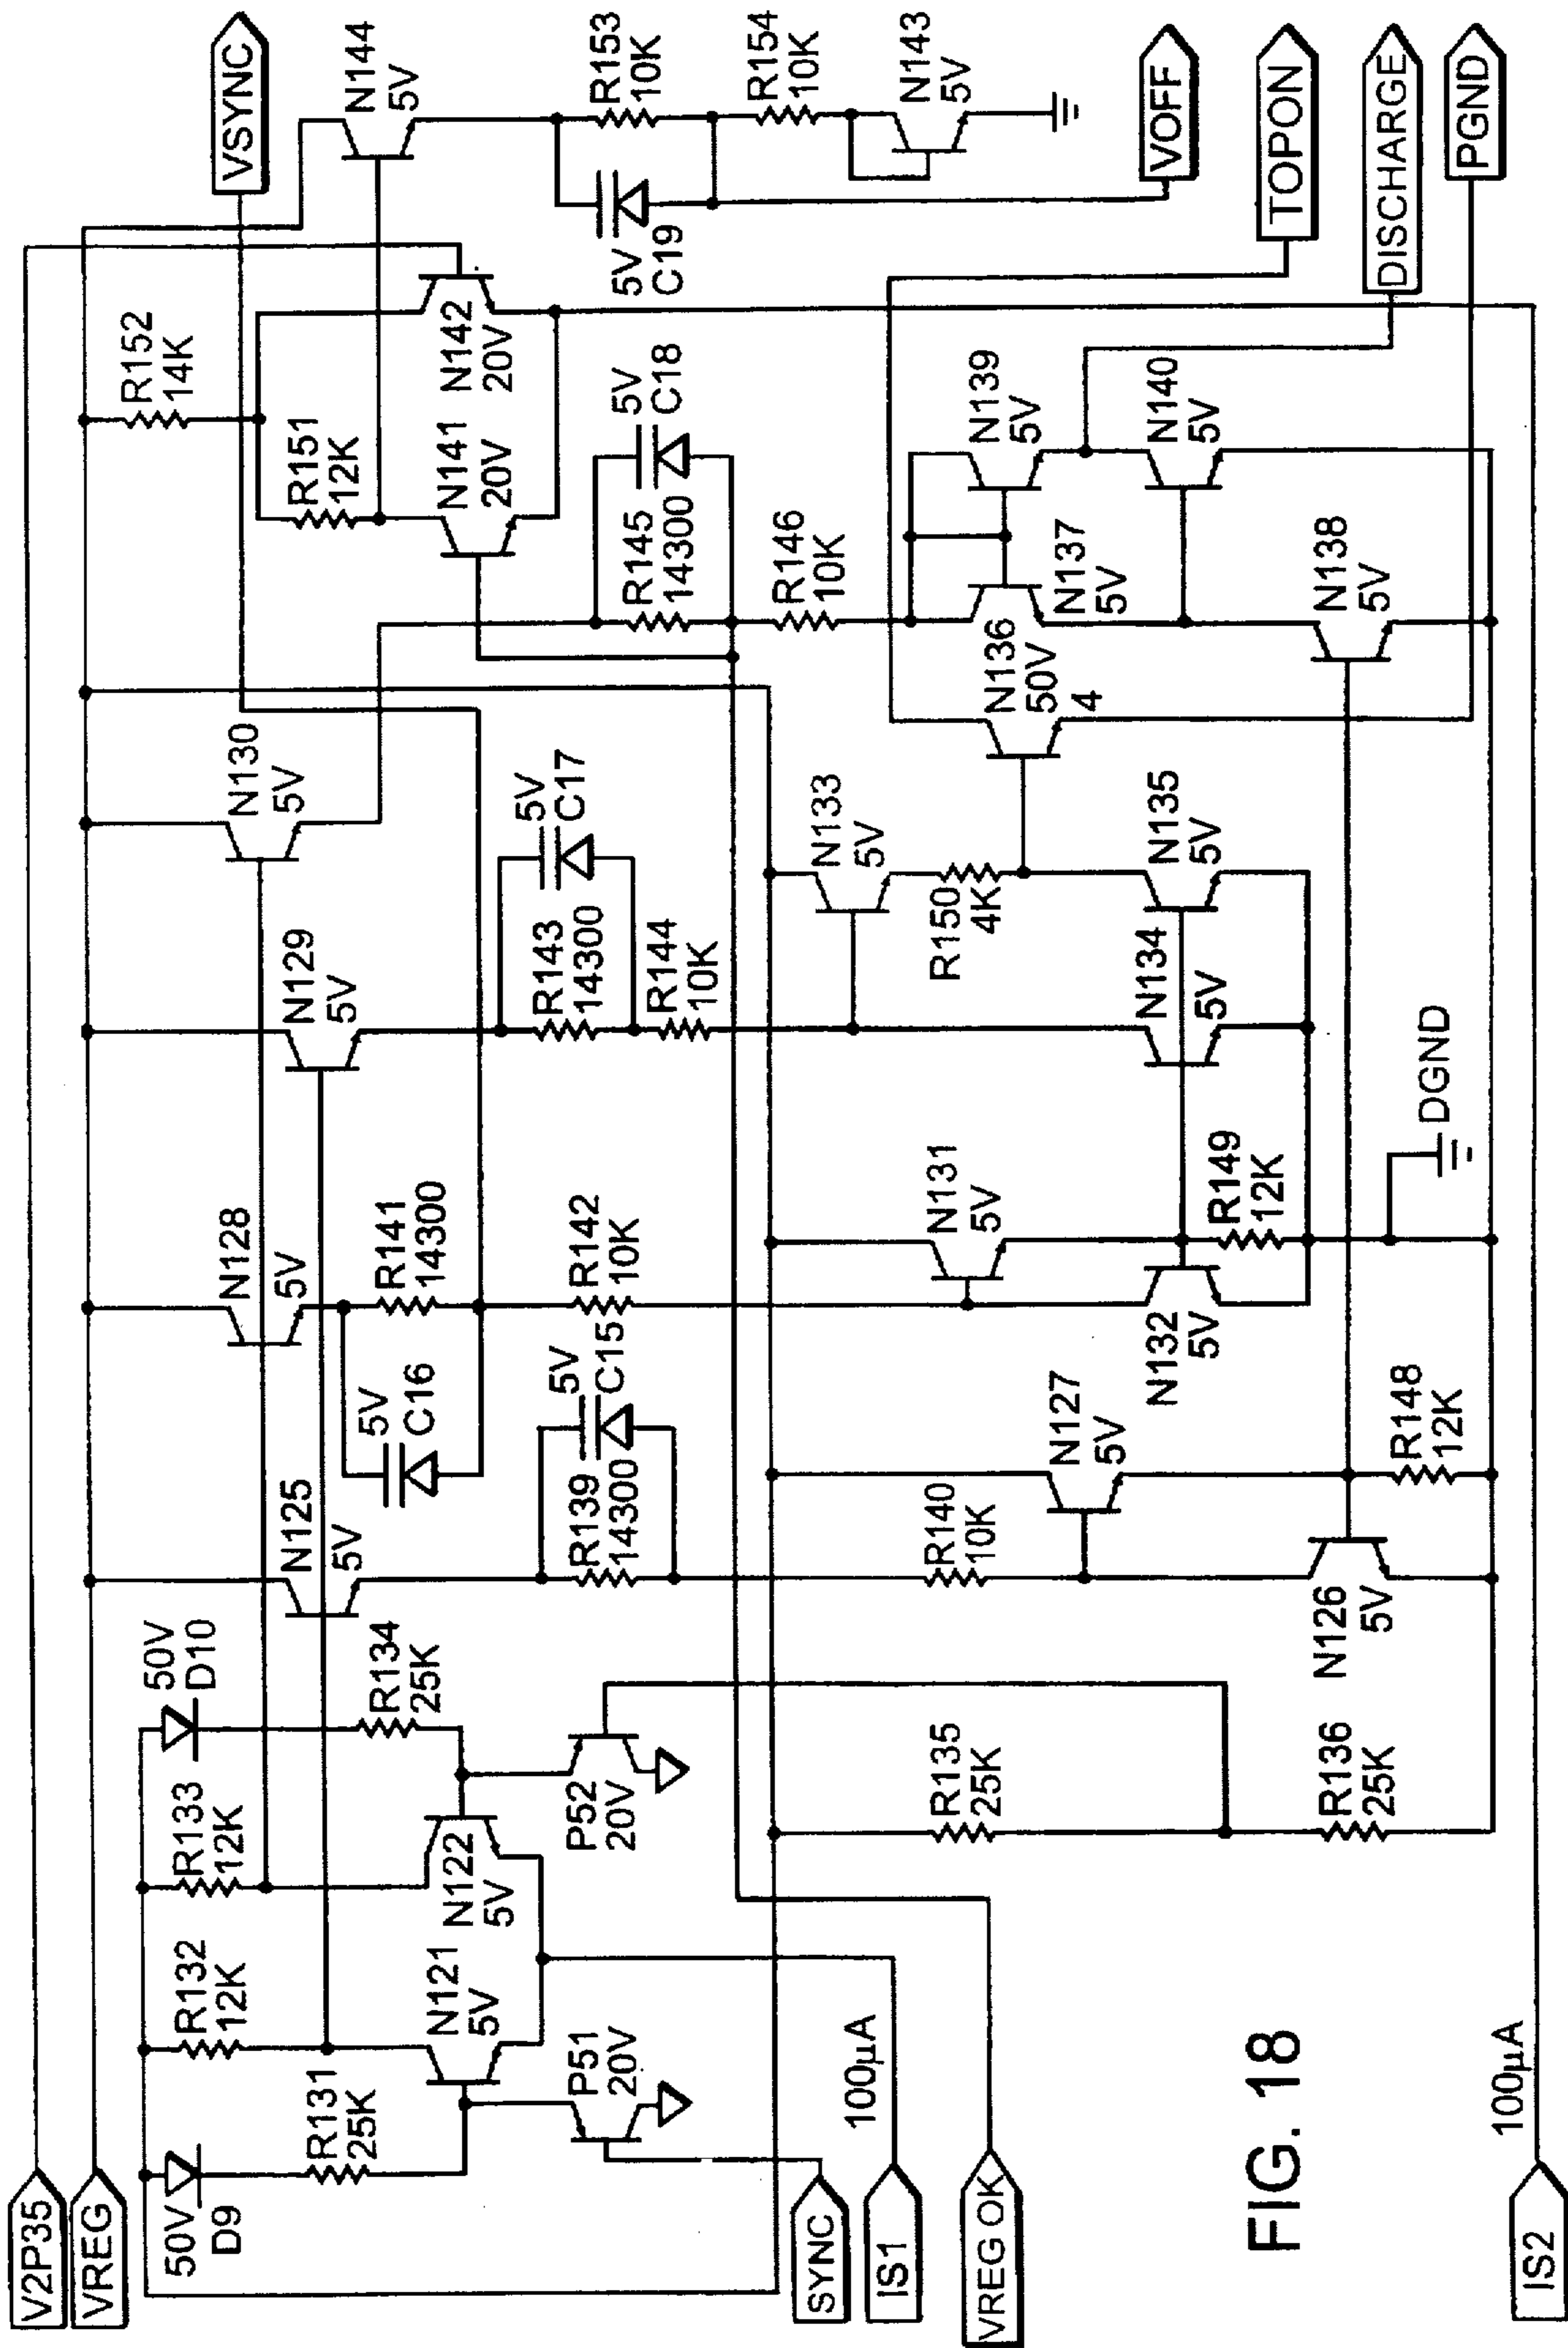 V2P35
VREG
50V
D9
R131
25K
R132
12K
R133
12K
50V
D10
R134
25K
N121
5V
N122
5V
P51
20V
P52
20V
SYNC
IS1
100µA
VREG OK
IS2
100µA
FIG. 18
R135
25K
R136
25K
N125
5V
5V
C16
R139
14300
5V
C15
R140
10K
N127
5V
N126
5V
R148
12K
N128
5V
R141
14300
R142
10K
N131
5V
N132
5V
R149
12K
DGND
N129
5V
R143
14300
5V
C17
R144
10K
N133
5V
R150
4K
N134
5V
N135
5V
N130
5V
N136
50V
4
R145
14300
5V
C18
R146
10K
N137
5V
N138
5V
N139
5V
N140
5V
R151
12K
R152
14K
N141
20V
N142
20V
N144
5V
5V
C19
R153
10K
R154
10K
N143
5V
VSYNC
VOFF
TOPON
DISCHARGE
PGND